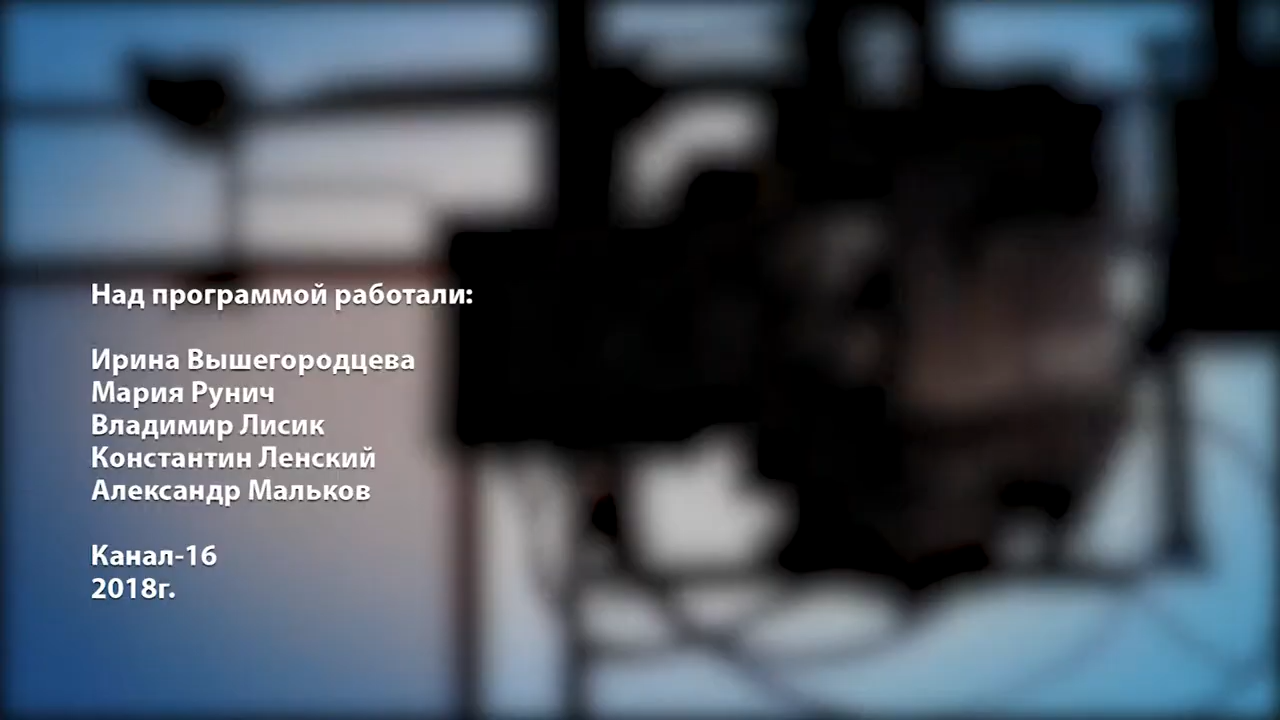 Над программой работали:
Ирина Вышегородцева
Мария Рунич
Владимир Лисик
Константин Ленский
Александр Мальков
Канал-16
2018г.